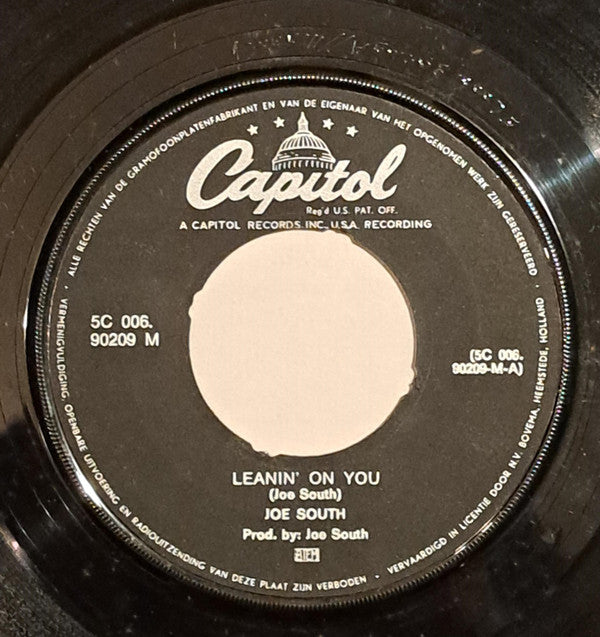 ALLE RECHTEN VAN DE GRAMOFOONPLATENFABRIKANT EN VAN DE EIGENAAR VAN HET OPGENOMEN WERK ZIJN GERESERVEERD
Capitol
Reg'd U.S. PAT. OFF.
A CAPITOL RECORDS INC. U.S.A. RECORDING
5C 006.
90209 M
(5C 006.
90209-M-A)
LEANIN' ON YOU
(Joe South)
JOE SOUTH
Prod. by: Joe South
VERMENIGVULDIGING, OPENBARE UITVOERING EN RADIOUITZENDING VAN DEZE PLAAT ZIJN VERBODEN • VERVAARDIGD IN LICENTIE DOOR N.V. BOVEMA, HEEMSTEDE, HOLLAND •